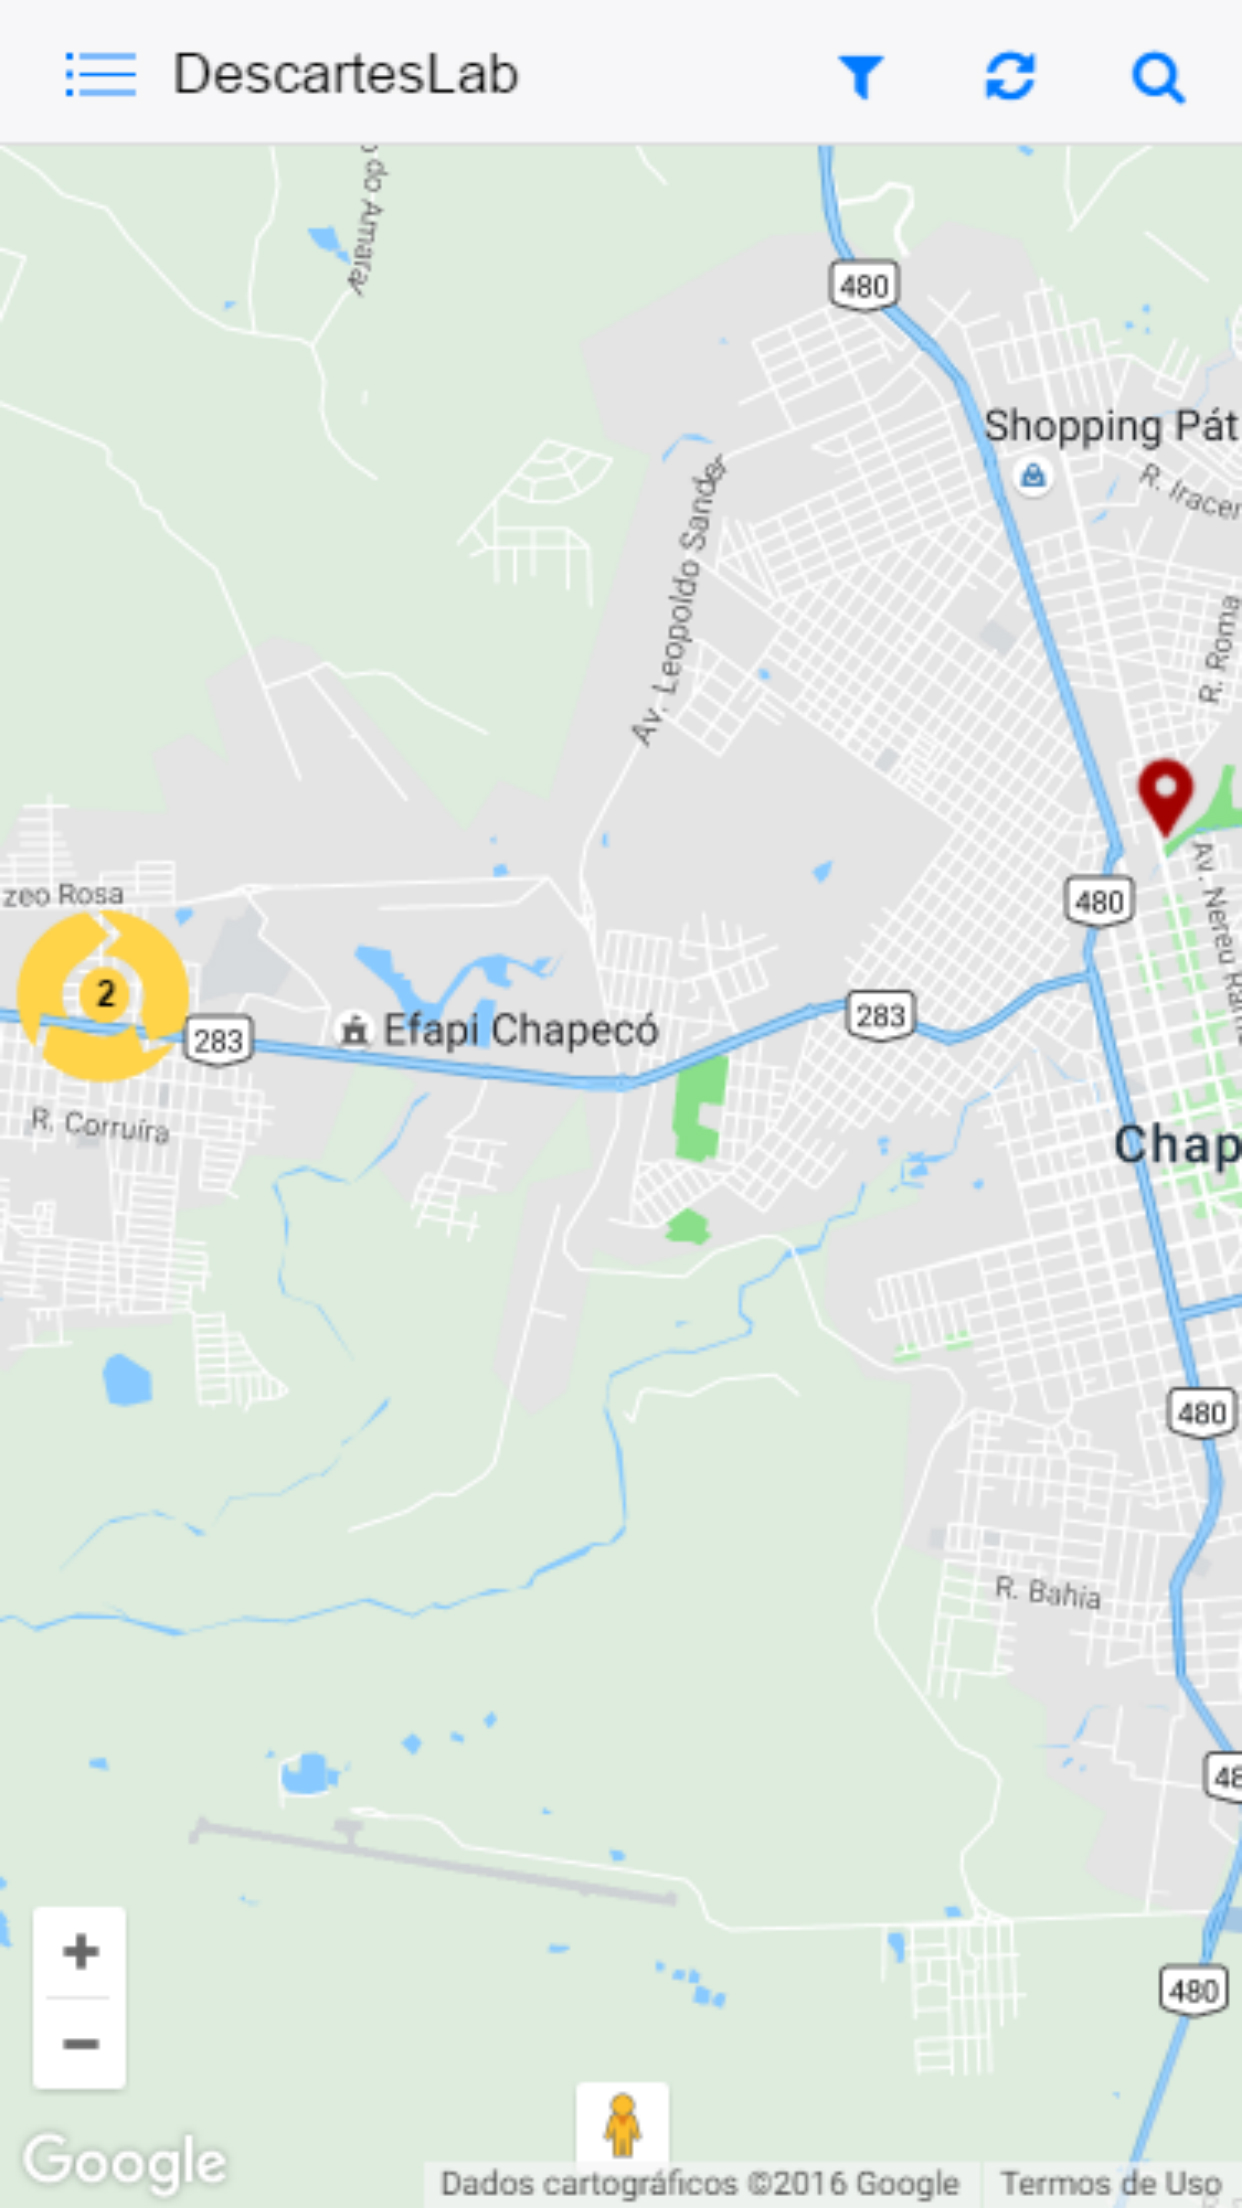 DescartesLab
o do Amaral
480
Shopping Pát
R. Iracer
Av. Leopoldo Sander
R. Roma
zeo Rosa
480
Av. Nereu Ramo
2
283
Efapi Chapecó
283
R. Corruíra
Chap
480
R. Bahia
48
480
Google
Dados cartográficos ©2016 Google
Termos de Uso